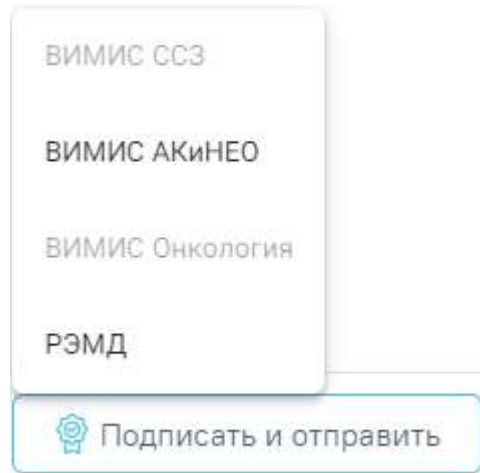 ВИМИС ССЗ
ВИМИС АКиНЕО
ВИМИС Онкология
РЭМД
Подписать и отправить